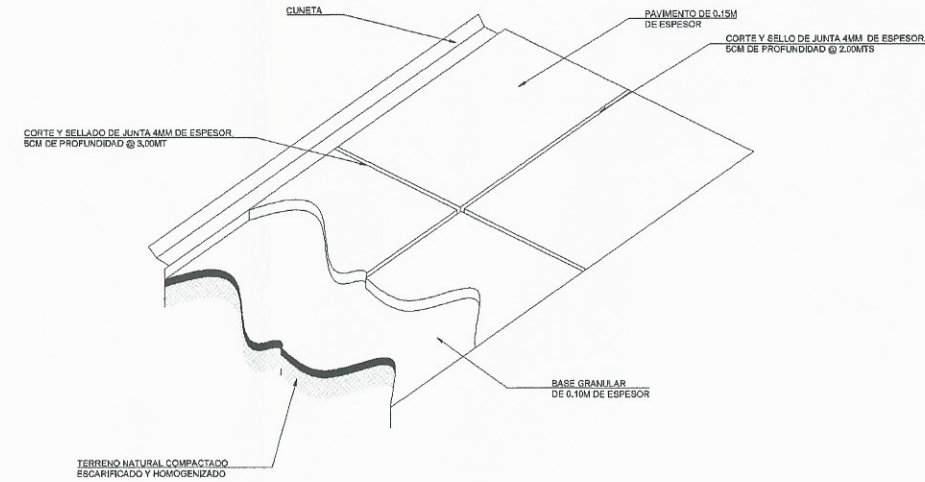 CUNETA
PAVIMENTO DE 0.15M
DE ESPESOR
CORTE Y SELLO DE JUNTA 4MM DE ESPESOR
5CM DE PROFUNDIDAD @ 2.00MTS
CORTE Y SELLADO DE JUNTA 4MM DE ESPESOR
5CM DE PROFUNDIDAD @ 3,00MT
BASE GRANULAR
DE 0.10M DE ESPESOR
TERRENO NATURAL COMPACTADO
ESCARIFICADO Y HOMOGENIZADO